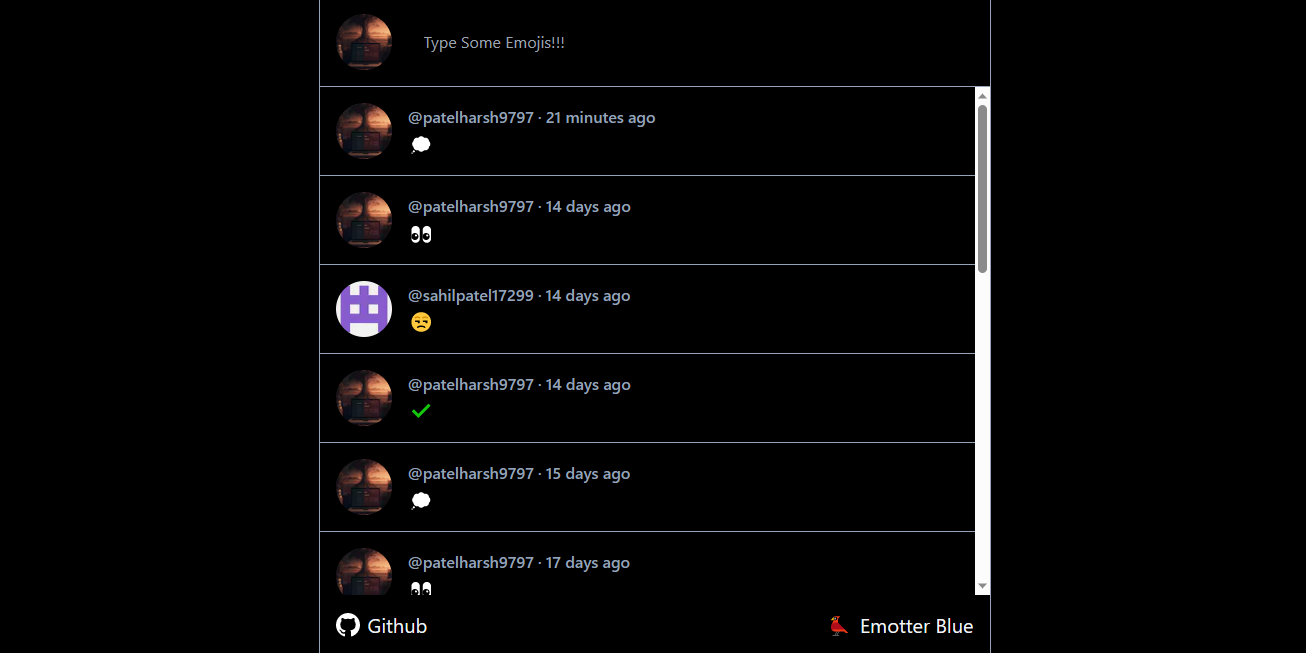 Type Some Emojis!!!
@patelharsh9797 · 21 minutes ago
💭
@patelharsh9797 · 14 days ago
👀
@sahilpatel17299 · 14 days ago
😒
@patelharsh9797 · 14 days ago
✔
@patelharsh9797 · 15 days ago
💭
@patelharsh9797 · 17 days ago
👀
Github
Emotter Blue